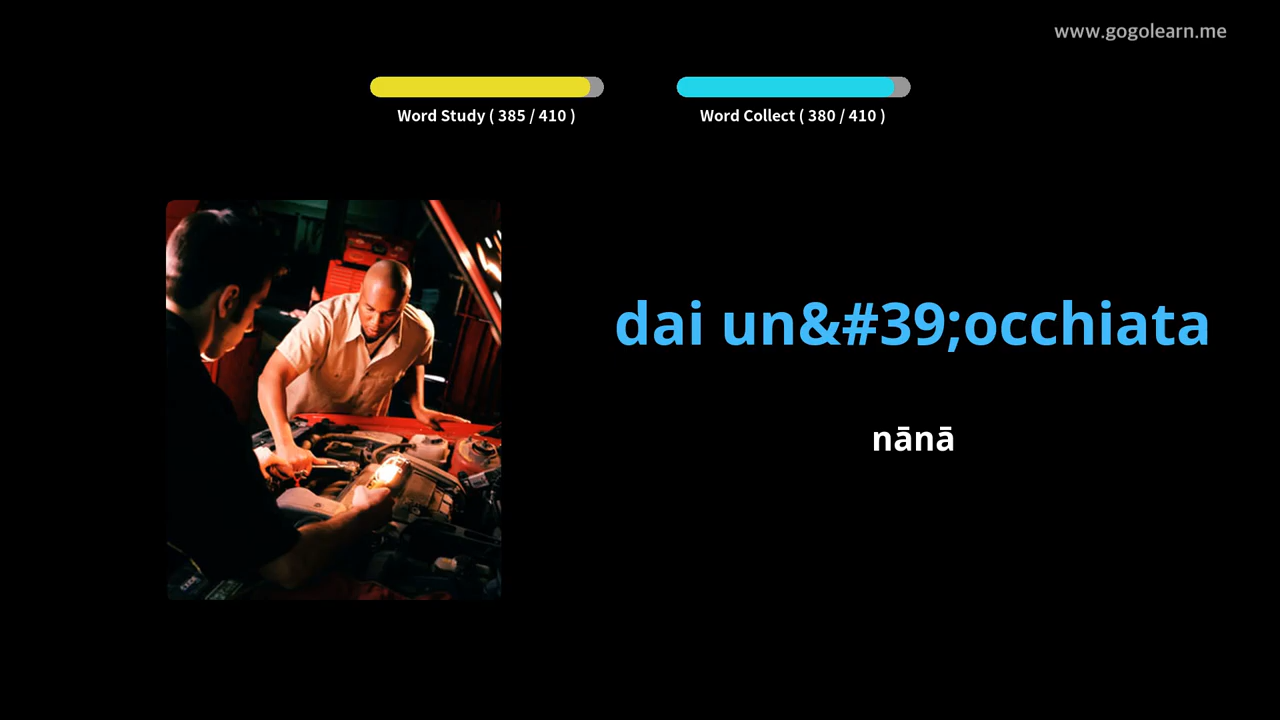 www.gogolearn.me
Word Study ( 385 / 410 )
Word Collect ( 380 / 410 )
dai un&#39;occhiata
nānā